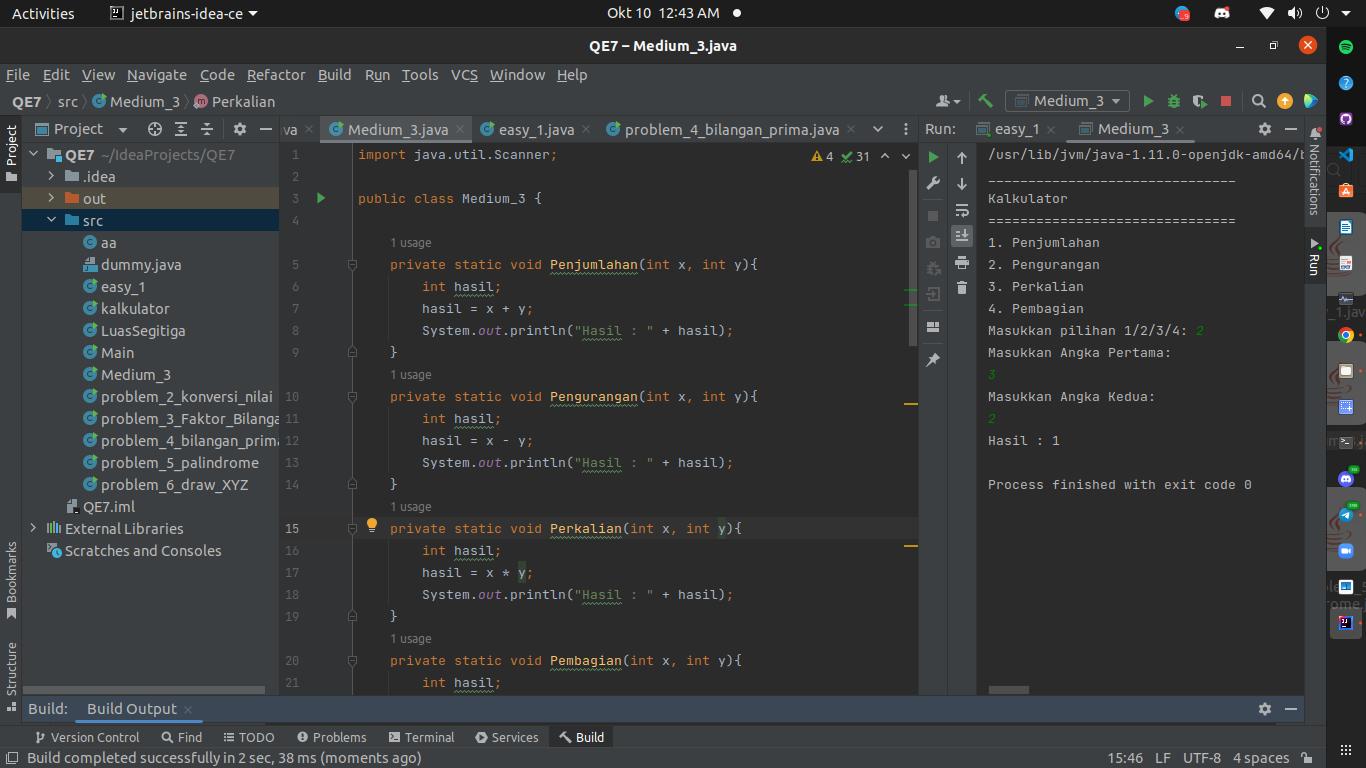 Activities jetbrains-idea-ce Okt 10 12:43 AM
QE7 – Medium_3.java
File Edit View Navigate Code Refactor Build Run Tools VCS Window Help
QE7 src Medium_3 Perkalian Medium_3
Project Medium_3.java easy_1.java problem_4_bilangan_prima.java Run: easy_1 Medium_3
Project
QE7 ~/IdeaProjects/QE7
.idea
out
src
aa
dummy.java
easy_1
kalkulator
LuasSegitiga
Main
Medium_3
problem_2_konversi_nilai
problem_3_Faktor_Bilanga
problem_4_bilangan_prima
problem_5_palindrome
problem_6_draw_XYZ
QE7.iml
External Libraries
Scratches and Consoles
Bookmarks
Structure
4 31
1 import java.util.Scanner;
2
3 public class Medium_3 {
4
1 usage
5 private static void Penjumlahan(int x, int y){
6 int hasil;
7 hasil = x + y;
8 System.out.println("Hasil : " + hasil);
9 }
1 usage
10 private static void Pengurangan(int x, int y){
11 int hasil;
12 hasil = x - y;
13 System.out.println("Hasil : " + hasil);
14 }
1 usage
15 private static void Perkalian(int x, int y){
16 int hasil;
17 hasil = x * y;
18 System.out.println("Hasil : " + hasil);
19 }
1 usage
20 private static void Pembagian(int x, int y){
21 int hasil;
/usr/lib/jvm/java-1.11.0-openjdk-amd64/b
_______________________________
Kalkulator
===============================
1. Penjumlahan
2. Pengurangan
3. Perkalian
4. Pembagian
Masukkan pilihan 1/2/3/4: 2
Masukkan Angka Pertama:
3
Masukkan Angka Kedua:
2
Hasil : 1
Process finished with exit code 0
Notifications
Run
Build: Build Output
Version Control Find TODO Problems Terminal Services Build
Build completed successfully in 2 sec, 38 ms (moments ago) 15:46 LF UTF-8 4 spaces